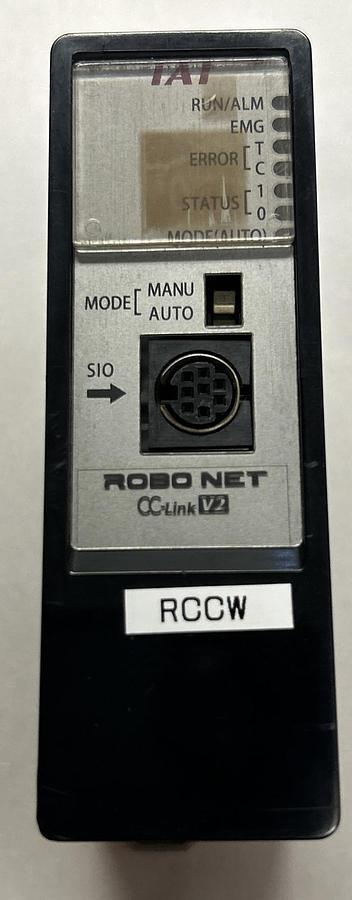 IAI
RUN/ALM
EMG
ERROR [ T
C
STATUS [ 1
0
MODE(AUTO)
MODE [ MANU
AUTO
SIO
ROBO NET
CC-Link V2
RCCW